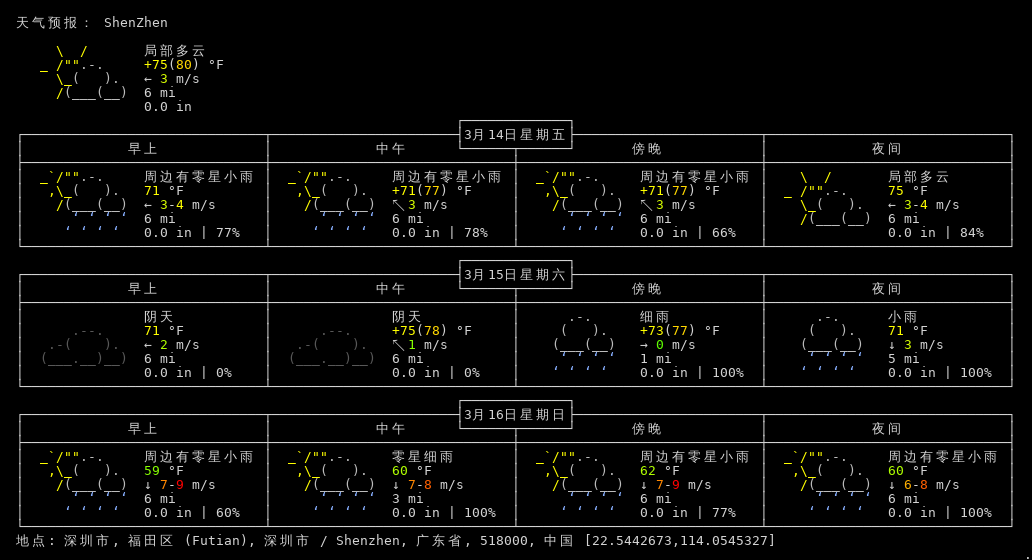 天气预报： ShenZhen
局部多云
+75(80) °F
← 3 m/s
6 mi
0.0 in
3月14日星期五
早上 中午 傍晚 夜间
周边有零星小雨 周边有零星小雨 周边有零星小雨 局部多云
71 °F +71(77) °F +71(77) °F 75 °F
← 3-4 m/s ↖ 3 m/s ↖ 3 m/s ← 3-4 m/s
6 mi 6 mi 6 mi 6 mi
0.0 in | 77% 0.0 in | 78% 0.0 in | 66% 0.0 in | 84%
3月15日星期六
早上 中午 傍晚 夜间
阴天 阴天 细雨 小雨
71 °F +75(78) °F +73(77) °F 71 °F
← 2 m/s ↖ 1 m/s → 0 m/s ↓ 3 m/s
6 mi 6 mi 1 mi 5 mi
0.0 in | 0% 0.0 in | 0% 0.0 in | 100% 0.0 in | 100%
3月16日星期日
早上 中午 傍晚 夜间
周边有零星小雨 零星细雨 周边有零星小雨 周边有零星小雨
59 °F 60 °F 62 °F 60 °F
↓ 7-9 m/s ↓ 7-8 m/s ↓ 7-9 m/s ↓ 6-8 m/s
6 mi 3 mi 6 mi 6 mi
0.0 in | 60% 0.0 in | 100% 0.0 in | 77% 0.0 in | 100%
地点: 深圳市, 福田区 (Futian), 深圳市 / Shenzhen, 广东省, 518000, 中国 [22.5442673,114.0545327]